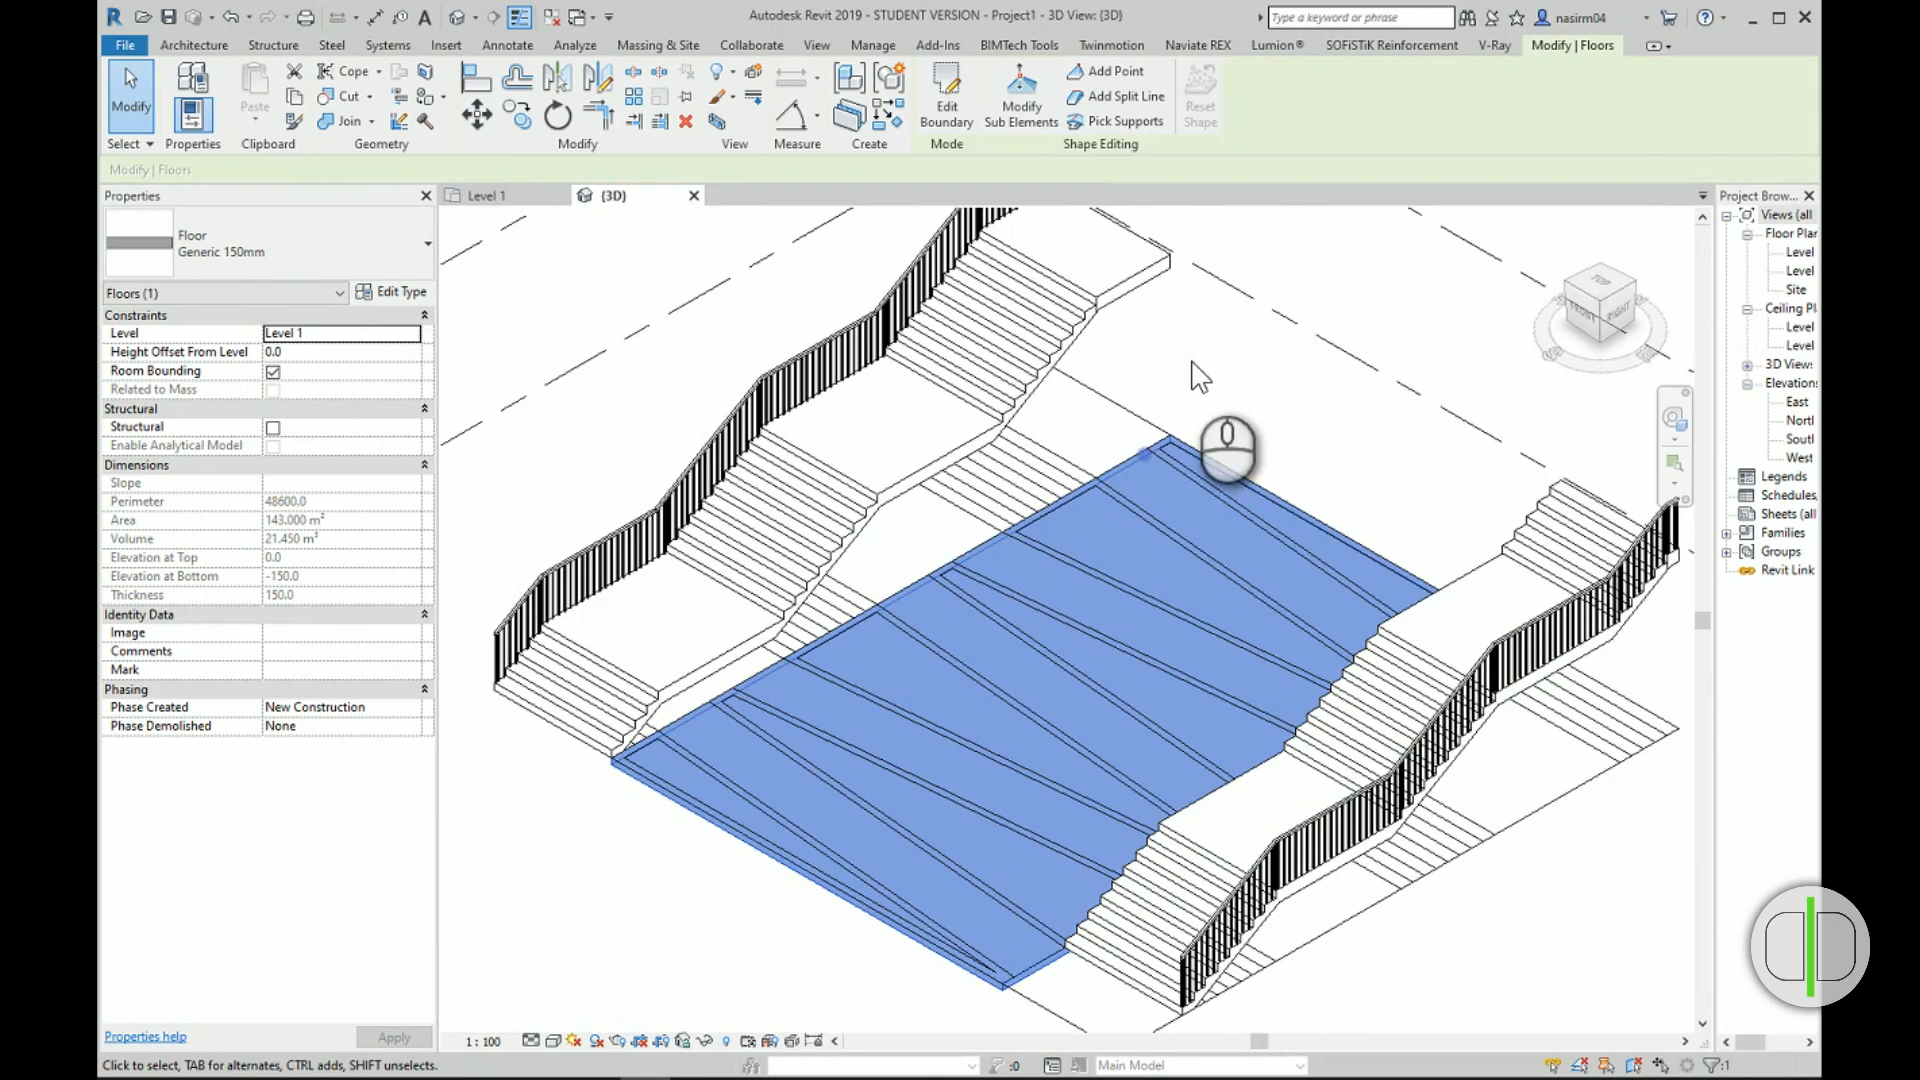 Autodesk Revit 2019 - STUDENT VERSION - Project1 - 3D View: {3D}
Type a keyword or phrase
nasirm04
File
Architecture
Structure
Steel
Systems
Insert
Annotate
Analyze
Massing & Site
Collaborate
View
Manage
Add-Ins
BIMTech Tools
Twinmotion
Naviate REX
Lumion®
SOFiSTiK Reinforcement
V-Ray
Modify | Floors
Modify
Paste
Cope
Cut
Join
Edit
Boundary
Modify
Sub Elements
Add Point
Add Split Line
Pick Supports
Reset
Shape
Select
Properties
Clipboard
Geometry
Modify
View
Measure
Create
Mode
Shape Editing
Modify | Floors
Properties
Floor
Generic 150mm
Floors (1)
Edit Type
Constraints
Level Level 1
Height Offset From Level 0.0
Room Bounding
Related to Mass
Structural
Structural
Enable Analytical Model
Dimensions
Slope
Perimeter 48600.0
Area 143.000 m²
Volume 21.450 m³
Elevation at Top 0.0
Elevation at Bottom -150.0
Thickness 150.0
Identity Data
Image
Comments
Mark
Phasing
Phase Created New Construction
Phase Demolished None
Properties help
Apply
Level 1
{3D}
TOP
FRONT
RIGHT
Project Brow...
Views (all
Floor Plan
Level
Level
Site
Ceiling Pl
Level
Level
3D Views
Elevations
East
North
South
West
Legends
Schedules,
Sheets (all
Families
Groups
Revit Link
1 : 100
Click to select, TAB for alternates, CTRL adds, SHIFT unselects.
:0
Main Model
:1